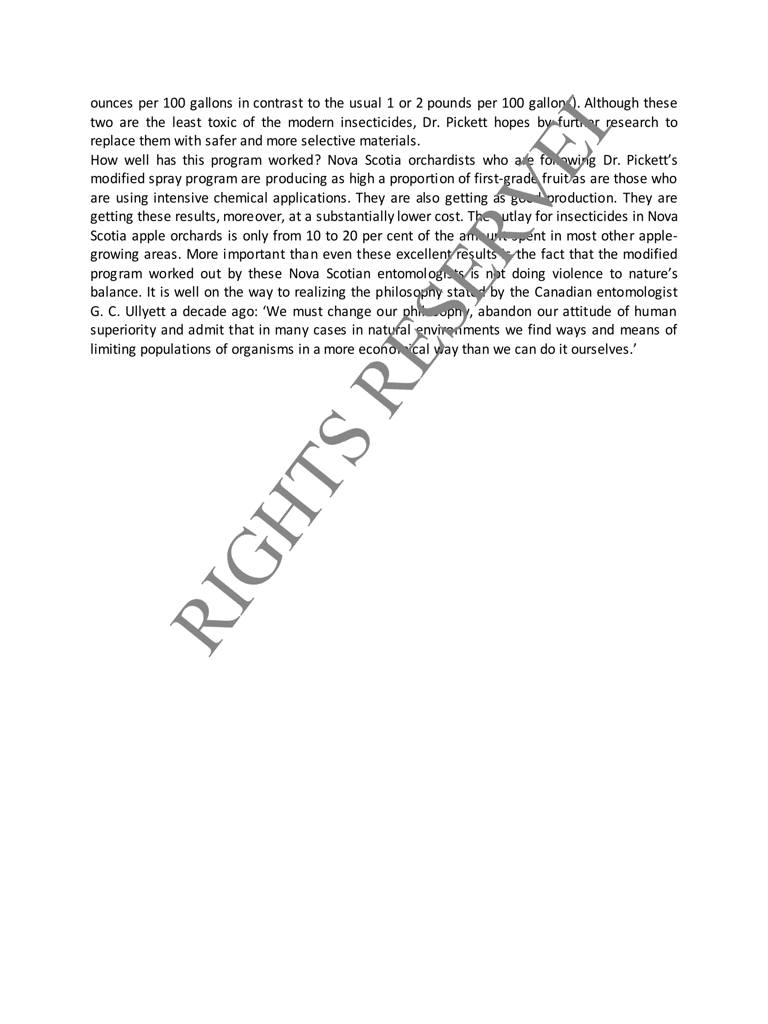 ounces per 100 gallons in contrast to the usual 1 or 2 pounds per 100 gallons). Although these
two are the least toxic of the modern insecticides, Dr. Pickett hopes by further research to
replace them with safer and more selective materials.
How well has this program worked? Nova Scotia orchardists who are following Dr. Pickett’s
modified spray program are producing as high a proportion of first-grade fruit as are those who
are using intensive chemical applications. They are also getting as good production. They are
getting these results, moreover, at a substantially lower cost. The outlay for insecticides in Nova
Scotia apple orchards is only from 10 to 20 per cent of the amount spent in most other apple-
growing areas. More important than even these excellent results is the fact that the modified
program worked out by these Nova Scotian entomologists is not doing violence to nature’s
balance. It is well on the way to realizing the philosophy stated by the Canadian entomologist
G. C. Ullyett a decade ago: ‘We must change our philosophy, abandon our attitude of human
superiority and admit that in many cases in natural environments we find ways and means of
limiting populations of organisms in a more economical way than we can do it ourselves.’
RIGHTS RESERVE